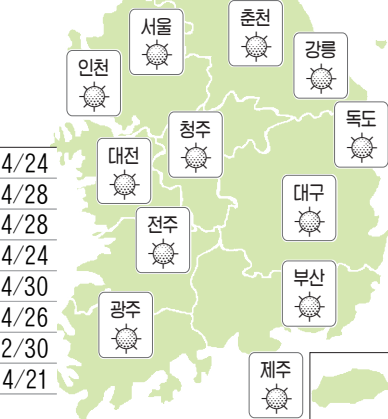 서울
춘천
강릉
인천
독도
청주
대전
대구
전주
부산
광주
제주
4/24
4/28
4/28
4/24
4/30
4/26
2/30
4/21